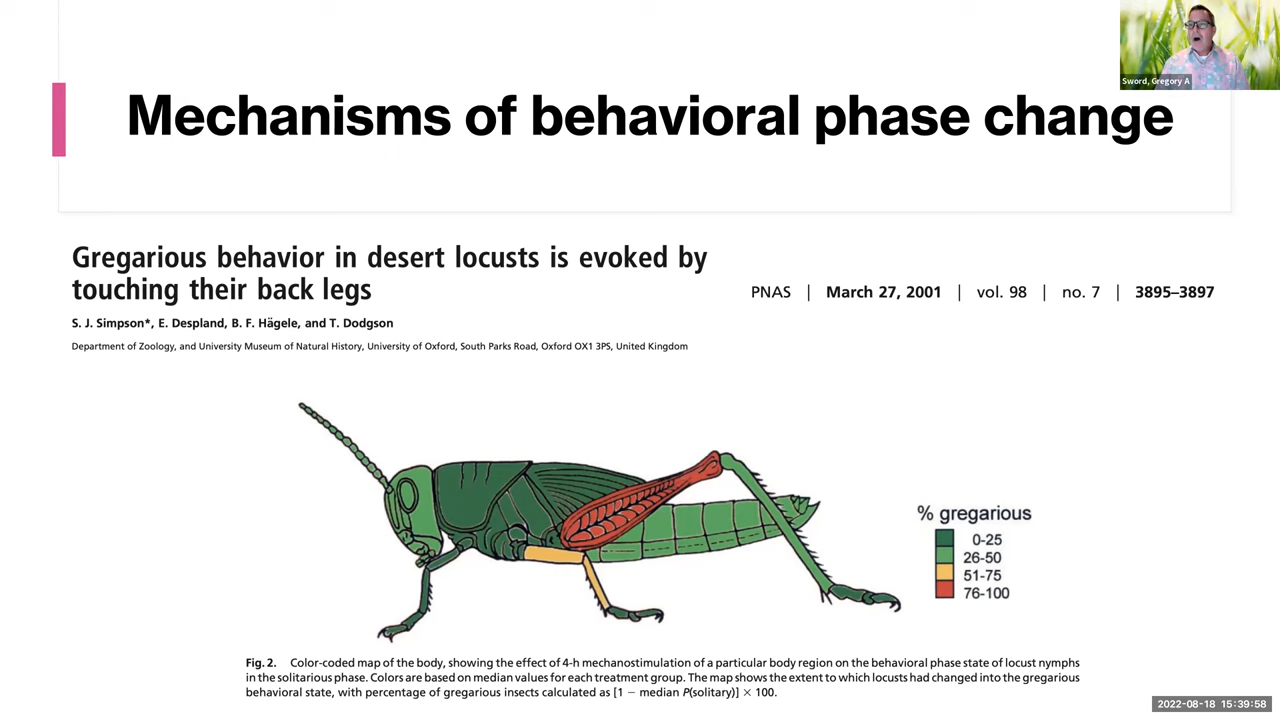 Sword, Gregory A
Mechanisms of behavioral phase change
Gregarious behavior in desert locusts is evoked by
touching their back legs
PNAS | March 27, 2001 | vol. 98 | no. 7 | 3895–3897
S. J. Simpson*, E. Despland, B. F. Hägele, and T. Dodgson
Department of Zoology, and University Museum of Natural History, University of Oxford, South Parks Road, Oxford OX1 3PS, United Kingdom
% gregarious
0-25
26-50
51-75
76-100
Fig. 2. Color-coded map of the body, showing the effect of 4-h mechanostimulation of a particular body region on the behavioral phase state of locust nymphs
in the solitarious phase. Colors are based on median values for each treatment group. The map shows the extent to which locusts had changed into the gregarious
behavioral state, with percentage of gregarious insects calculated as [1 − median P(solitary)] × 100.
2022-08-18 15:39:58